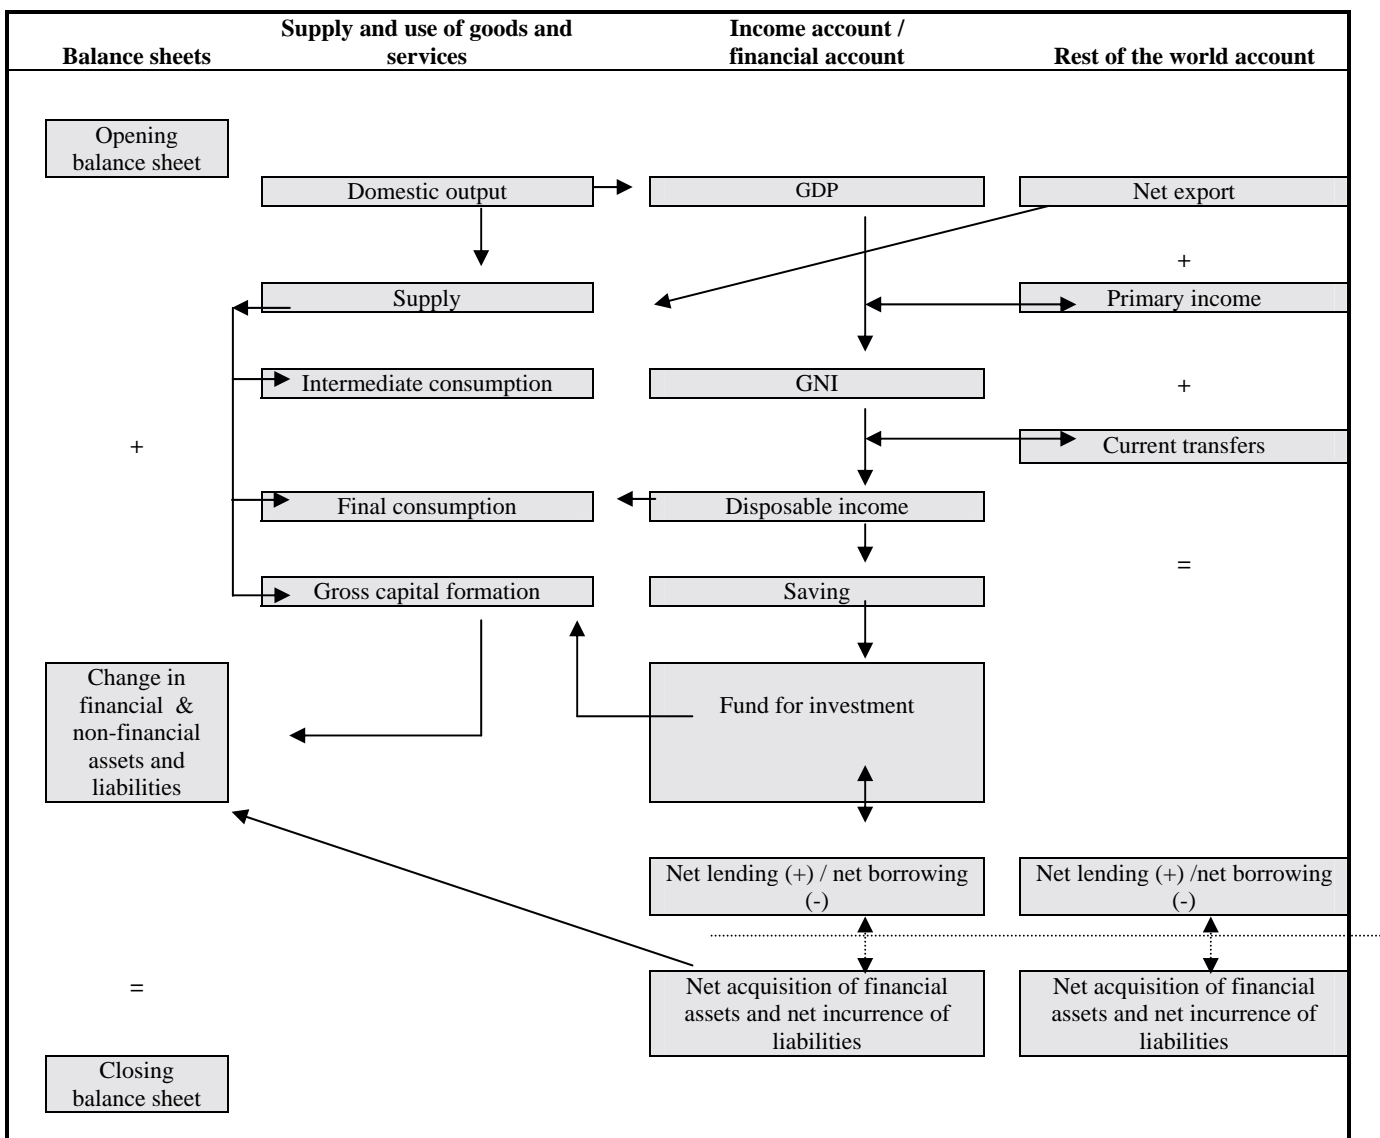 Supply and use of goods and
Income account /
Balance sheets
services
financial account
Rest of the world account
Opening
balance sheet
Domestic output
GDP
Net export
+
Supply
Primary income
Intermediate consumption
GNI
+
+
Current transfers
Final consumption
Disposable income
=
Gross capital formation
Saving
Change in
financial &
non-financial
assets and
liabilities
Fund for investment
Net lending (+) / net borrowing
(-)
Net lending (+) /net borrowing
(-)
=
Net acquisition of financial
assets and net incurrence of
liabilities
Net acquisition of financial
assets and net incurrence of
liabilities
Closing
balance sheet